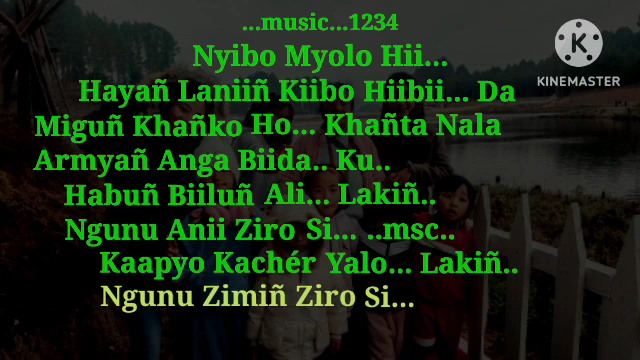 ...music...1234
Nyibo Myolo Hii...
Hayañ Laniiñ Kiibo Hiibii... Da
Miguñ Khañko Ho... Khañta Nala
Armyañ Anga Biida.. Ku..
Habuñ Biiluñ Ali... Lakiñ..
Ngunu Anii Ziro Si... ..msc..
Kaapyo Kachér Yalo... Lakiñ..
Ngunu Zimiñ Ziro Si...
K
KINEMASTER